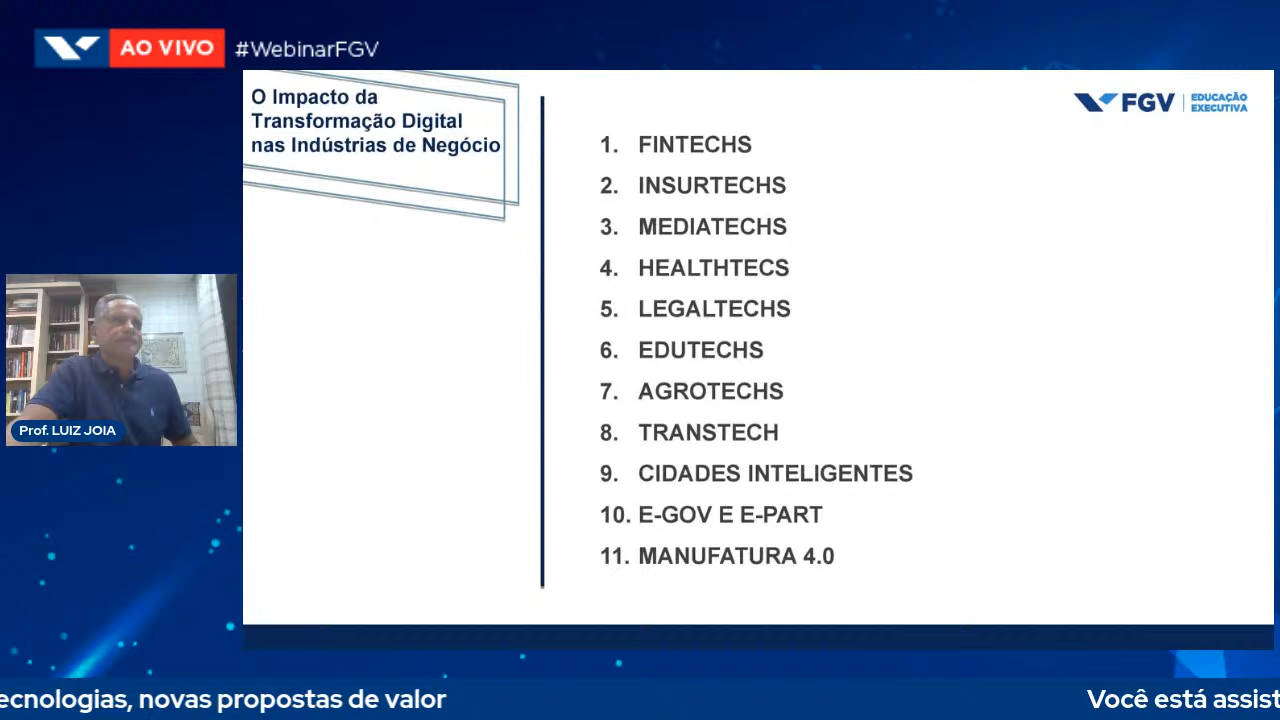 AO VIVO #WebinarFGV
O Impacto da
Transformação Digital
nas Indústrias de Negócio
FGV EDUCAÇÃO
EXECUTIVA
1. FINTECHS
2. INSURTECHS
3. MEDIATECHS
4. HEALTHTECS
5. LEGALTECHS
6. EDUTECHS
7. AGROTECHS
8. TRANSTECH
9. CIDADES INTELIGENTES
10. E-GOV E E-PART
11. MANUFATURA 4.0
Prof. LUIZ JOIA
ecnologias, novas propostas de valor
Você está assist